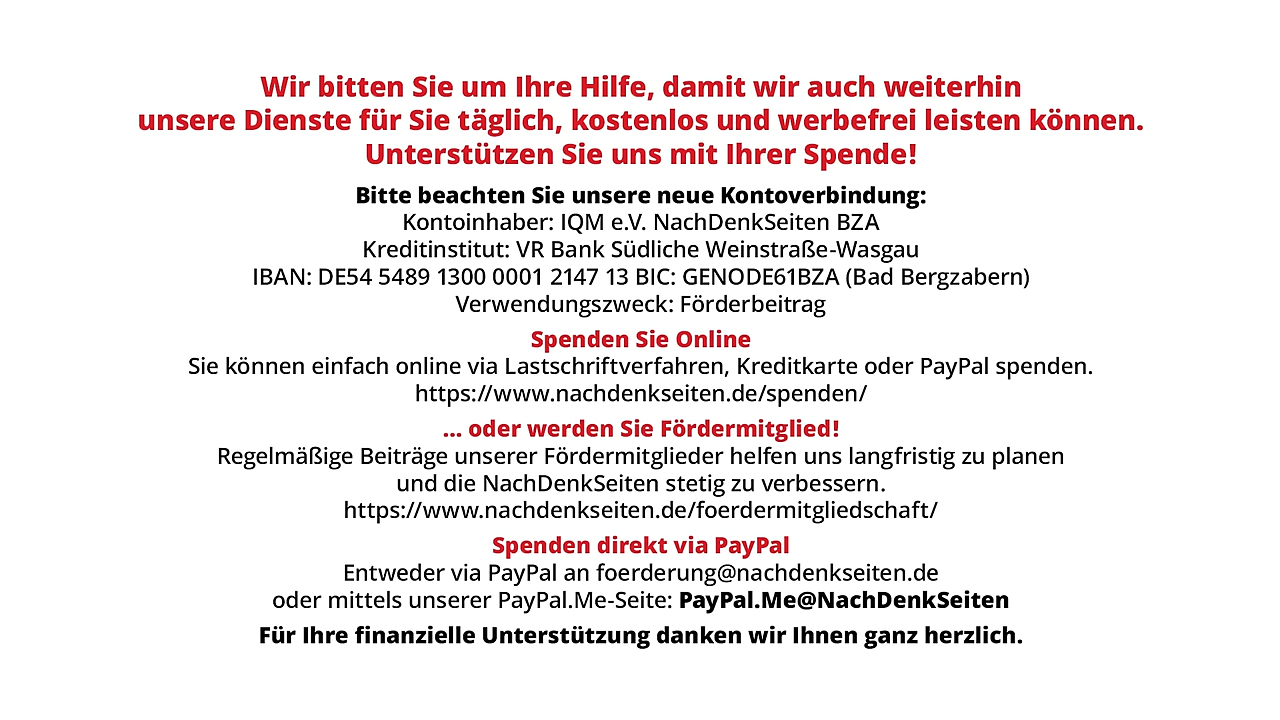 Wir bitten Sie um Ihre Hilfe, damit wir auch weiterhin
unsere Dienste für Sie täglich, kostenlos und werbefrei leisten können.
Unterstützen Sie uns mit Ihrer Spende!
Bitte beachten Sie unsere neue Kontoverbindung:
Kontoinhaber: IQM e.V. NachDenkSeiten BZA
Kreditinstitut: VR Bank Südliche Weinstraße-Wasgau
IBAN: DE54 5489 1300 0001 2147 13 BIC: GENODE61BZA (Bad Bergzabern)
Verwendungszweck: Förderbeitrag
Spenden Sie Online
Sie können einfach online via Lastschriftverfahren, Kreditkarte oder PayPal spenden.
https://www.nachdenkseiten.de/spenden/
... oder werden Sie Fördermitglied!
Regelmäßige Beiträge unserer Fördermitglieder helfen uns langfristig zu planen
und die NachDenkSeiten stetig zu verbessern.
https://www.nachdenkseiten.de/foerdermitgliedschaft/
Spenden direkt via PayPal
Entweder via PayPal an foerderung@nachdenkseiten.de
oder mittels unserer PayPal.Me-Seite: PayPal.Me@NachDenkSeiten
Für Ihre finanzielle Unterstützung danken wir Ihnen ganz herzlich.